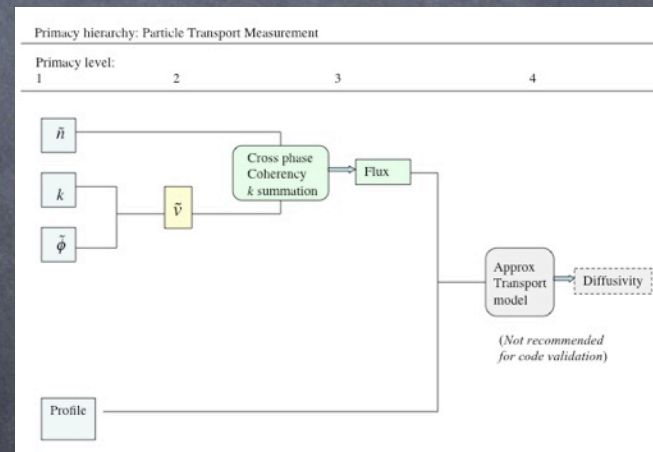 Primacy hierarchy: Particle Transport Measurement
Primacy level:
1 2 3 4
ñ
k
ϕ̃
ṽ
Cross phase
Coherency
k summation
Flux
Approx
Transport
model
Diffusivity
(Not recommended
for code validation)
Profile